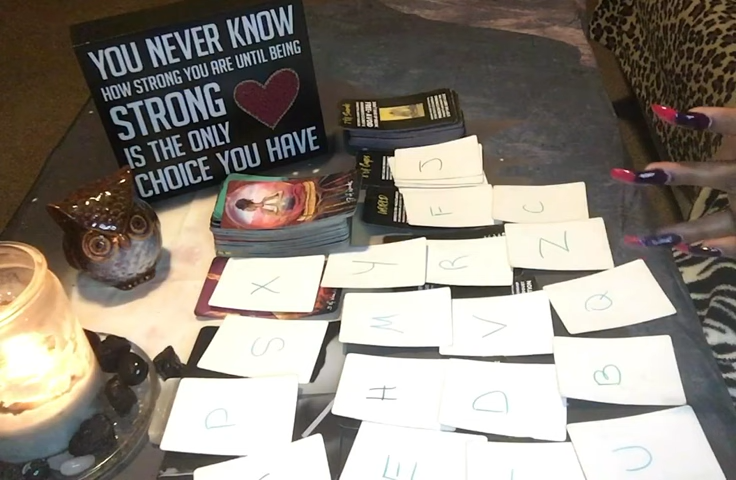 YOU NEVER KNOW
HOW STRONG YOU ARE UNTIL BEING
STRONG
IS THE ONLY
CHOICE YOU HAVE
J
F
C
X
Y
R
Z
S
M
V
Q
P
H
D
B
E
U